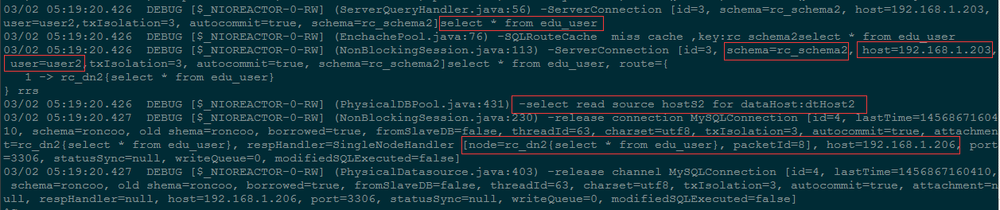 03/02 05:19:20.426  DEBUG [$_NIOREACTOR-0-RW] (ServerQueryHandler.java:56) -ServerConnection [id=3, schema=rc_schema2, host=192.168.1.203,
user=user2,txIsolation=3, autocommit=true, schema=rc_schema2]select * from edu_user
03/02 05:19:20.426  DEBUG [$_NIOREACTOR-0-RW] (EnchachePool.java:76) -SQLRouteCache  miss cache ,key:rc_schema2select * from edu_user
03/02 05:19:20.426  DEBUG [$_NIOREACTOR-0-RW] (NonBlockingSession.java:113) -ServerConnection [id=3, schema=rc_schema2, host=192.168.1.203,
user=user2,txIsolation=3, autocommit=true, schema=rc_schema2]select * from edu_user, route={
1 -> rc_dn2{select * from edu_user}
} rrs
03/02 05:19:20.426  DEBUG [$_NIOREACTOR-0-RW] (PhysicalDBPool.java:431) -select read source hostS2 for dataHost:dtHost2
03/02 05:19:20.427  DEBUG [$_NIOREACTOR-0-RW] (NonBlockingSession.java:230) -release connection MySQLConnection [id=4, lastTime=14568671604
10, schema=roncoo, old shema=roncoo, borrowed=true, fromSlaveDB=false, threadId=63, charset=utf8, txIsolation=3, autocommit=true, attachmen
t=rc_dn2{select * from edu_user}, respHandler=SingleNodeHandler [node=rc_dn2{select * from edu_user}, packetId=8], host=192.168.1.206, port
=3306, statusSync=null, writeQueue=0, modifiedSQLExecuted=false]
03/02 05:19:20.427  DEBUG [$_NIOREACTOR-0-RW] (PhysicalDatasource.java:403) -release channel MySQLConnection [id=4, lastTime=1456867160410,
schema=roncoo, old shema=roncoo, borrowed=true, fromSlaveDB=false, threadId=63, charset=utf8, txIsolation=3, autocommit=true, attachment=n
ull, respHandler=null, host=192.168.1.206, port=3306, statusSync=null, writeQueue=0, modifiedSQLExecuted=false]